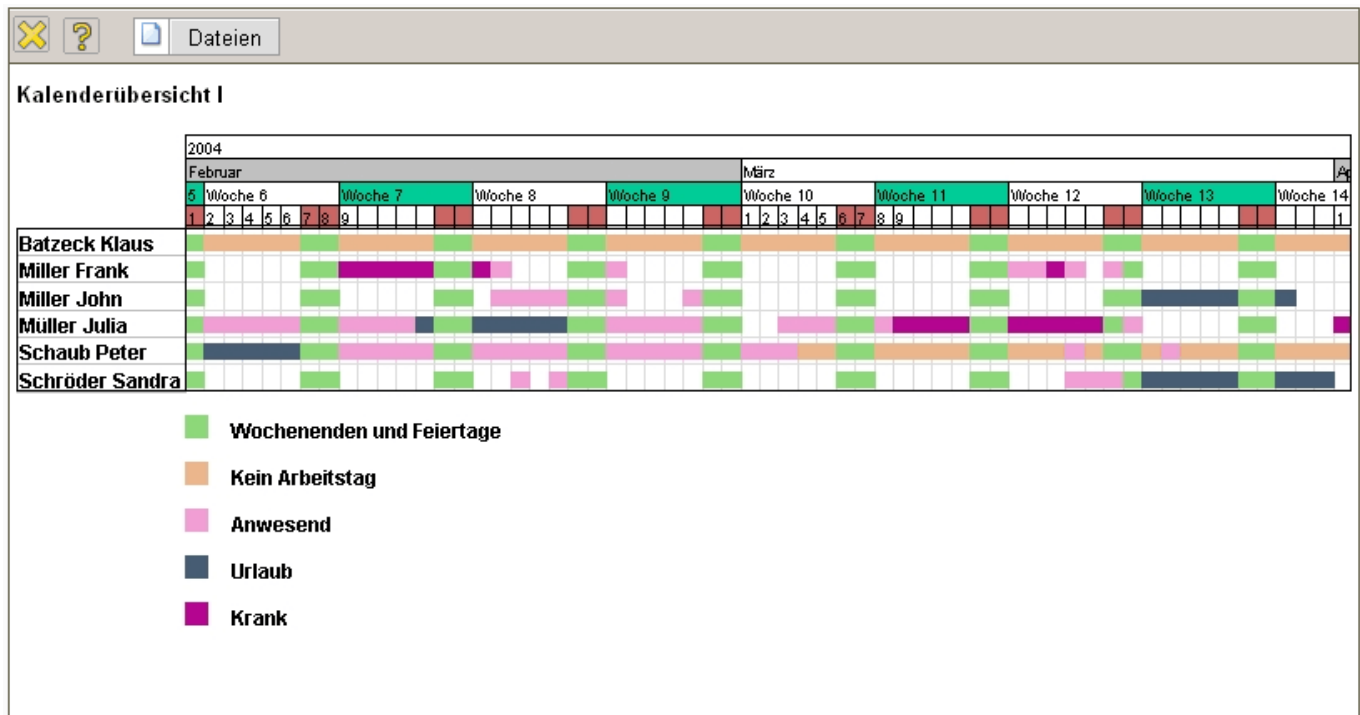 Dateien
Kalenderübersicht I
2004
Februar März Ap
5 Woche 6 Woche 7 Woche 8 Woche 9 Woche 10 Woche 11 Woche 12 Woche 13 Woche 14
1 2 3 4 5 6 7 8 9 1 2 3 4 5 6 7 8 9 1
Batzeck Klaus
Miller Frank
Miller John
Müller Julia
Schaub Peter
Schröder Sandra
Wochenenden und Feiertage
Kein Arbeitstag
Anwesend
Urlaub
Krank